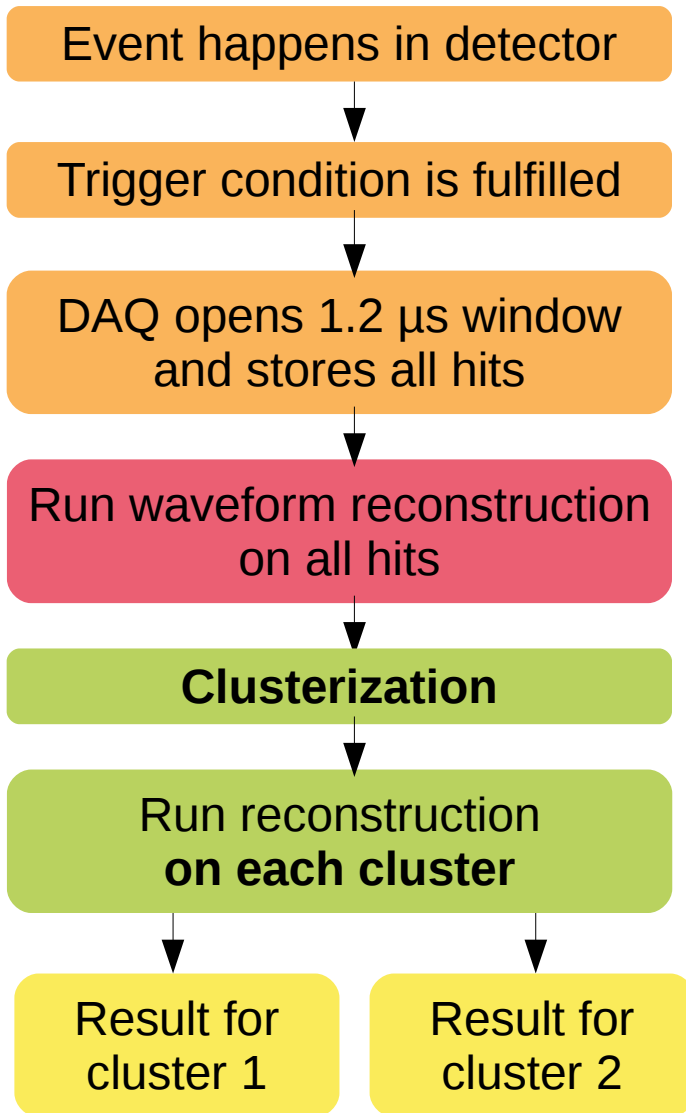 Event happens in detector
Trigger condition is fulfilled
DAQ opens 1.2 µs window
and stores all hits
Run waveform reconstruction
on all hits
Clusterization
Run reconstruction
on each cluster
Result for
cluster 1
Result for
cluster 2